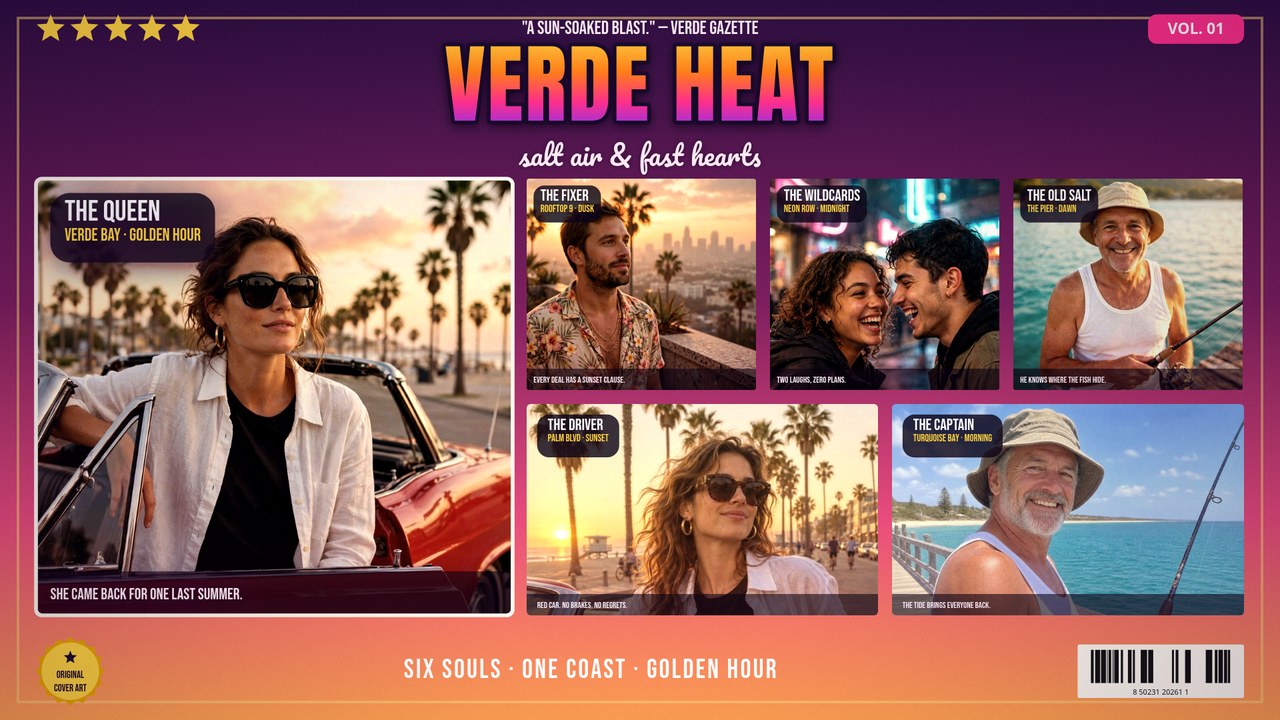 "A SUN-SOAKED BLAST." — VERDE GAZETTE
VOL. 01
VERDE HEAT
salt air & fast hearts
THE QUEEN
VERDE BAY · GOLDEN HOUR
SHE CAME BACK FOR ONE LAST SUMMER.
THE FIXER
ROOFTOP 9 · DUSK
EVERY DEAL HAS A SUNSET CLAUSE.
THE WILDCARDS
NEON ROW · MIDNIGHT
TWO LAUGHS, ZERO PLANS.
THE OLD SALT
THE PIER · DAWN
HE KNOWS WHERE THE FISH HIDE.
THE DRIVER
PALM BLVD · SUNSET
RED CAR. NO BRAKES. NO REGRETS.
THE CAPTAIN
TURQUOISE BAY · MORNING
THE TIDE BRINGS EVERYONE BACK.
ORIGINAL
COVER ART
SIX SOULS · ONE COAST · GOLDEN HOUR
8 50231 20261 1